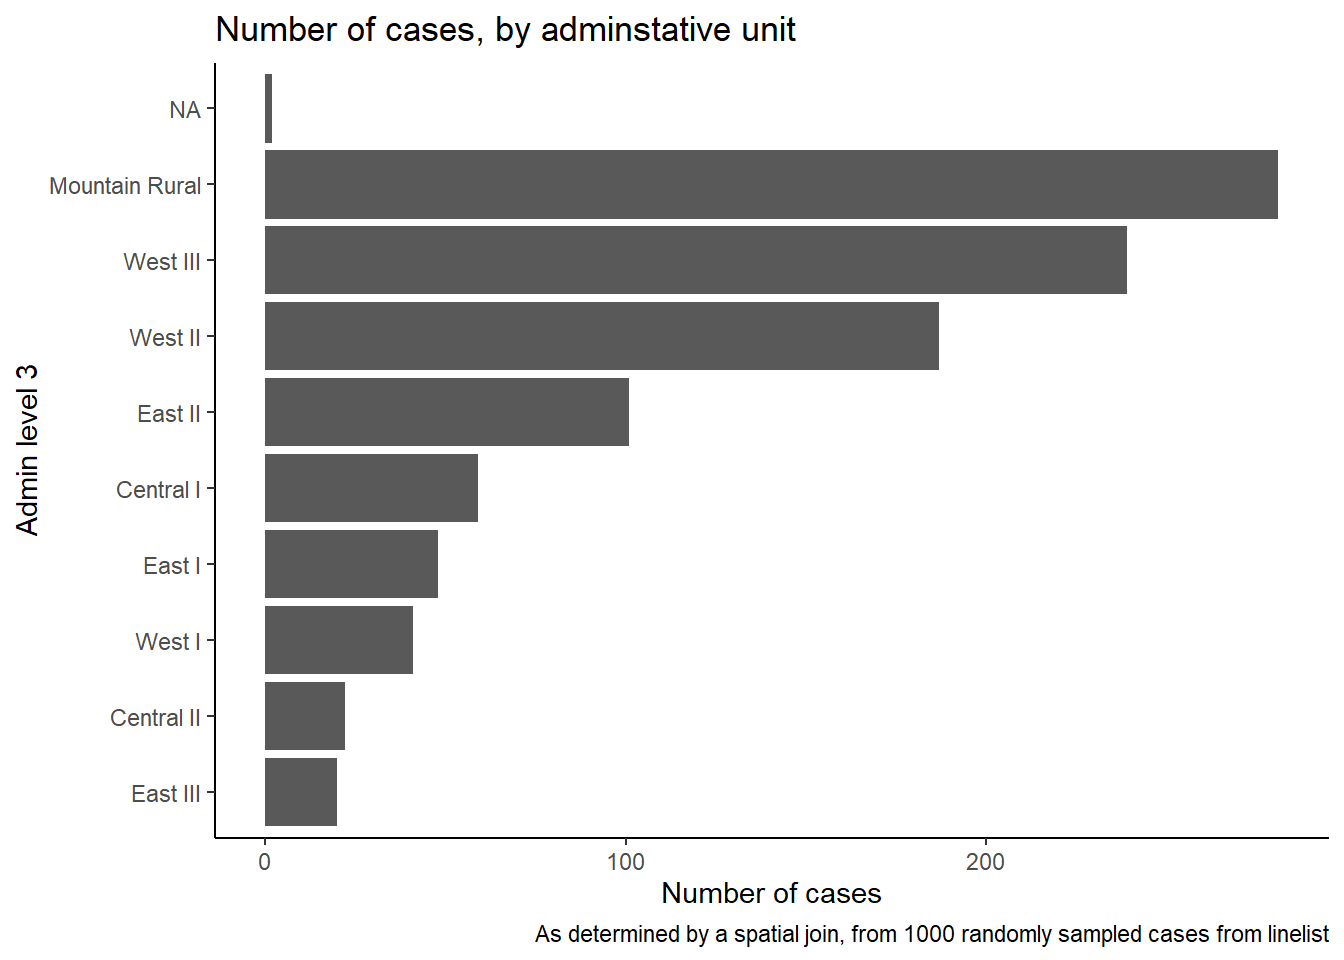 Number of cases, by adminstative unit
NA
Mountain Rural
West III
West II
East II
Central I
East I
West I
Central II
East III
Admin level 3
0 100 200
Number of cases
As determined by a spatial join, from 1000 randomly sampled cases from linelist